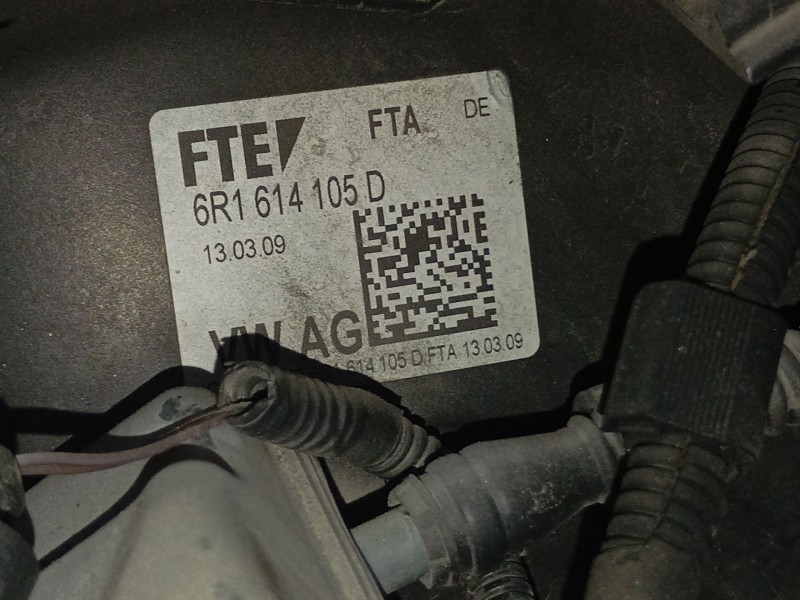 FTE FTA DE
6R1 614 105 D
13.03.09
E
VW AG
614 105 D FTA 13.03.09